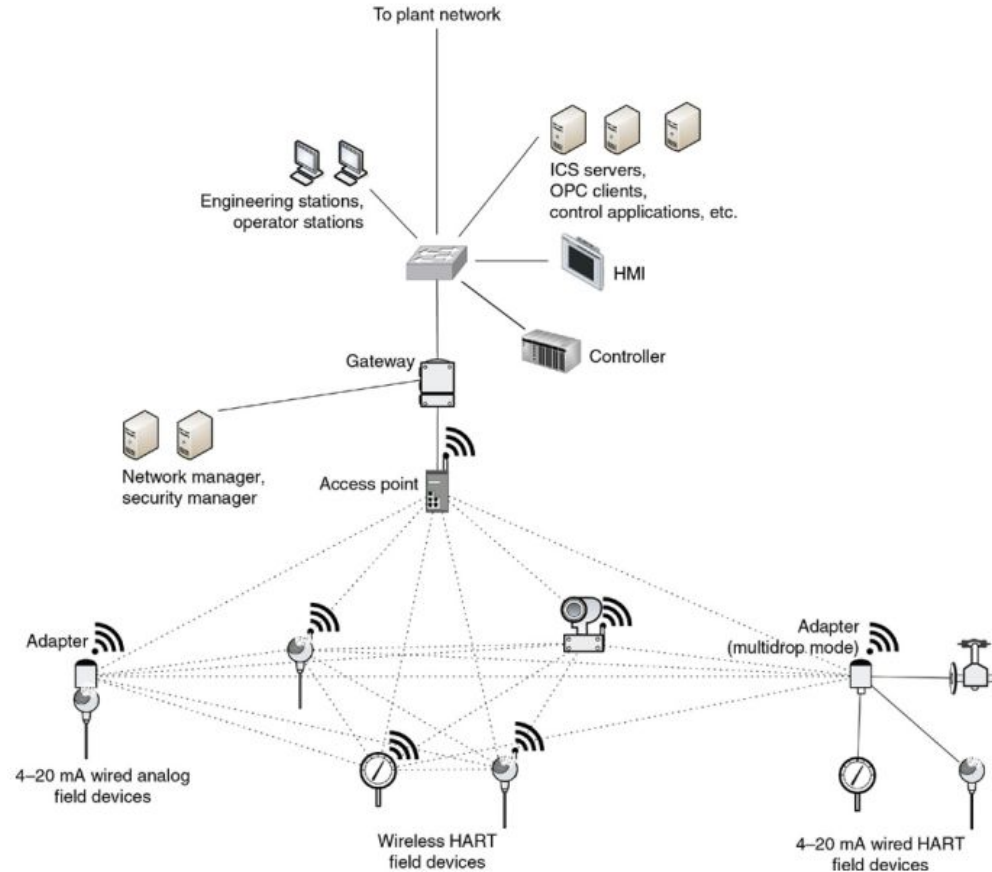 To plant network
ICS servers,
OPC clients,
control applications, etc.
Engineering stations,
operator stations
HMI
Controller
Gateway
Network manager,
security manager
Access point
Adapter
Adapter
(multidrop mode)
4–20 mA wired analog
field devices
Wireless HART
field devices
4–20 mA wired HART
field devices